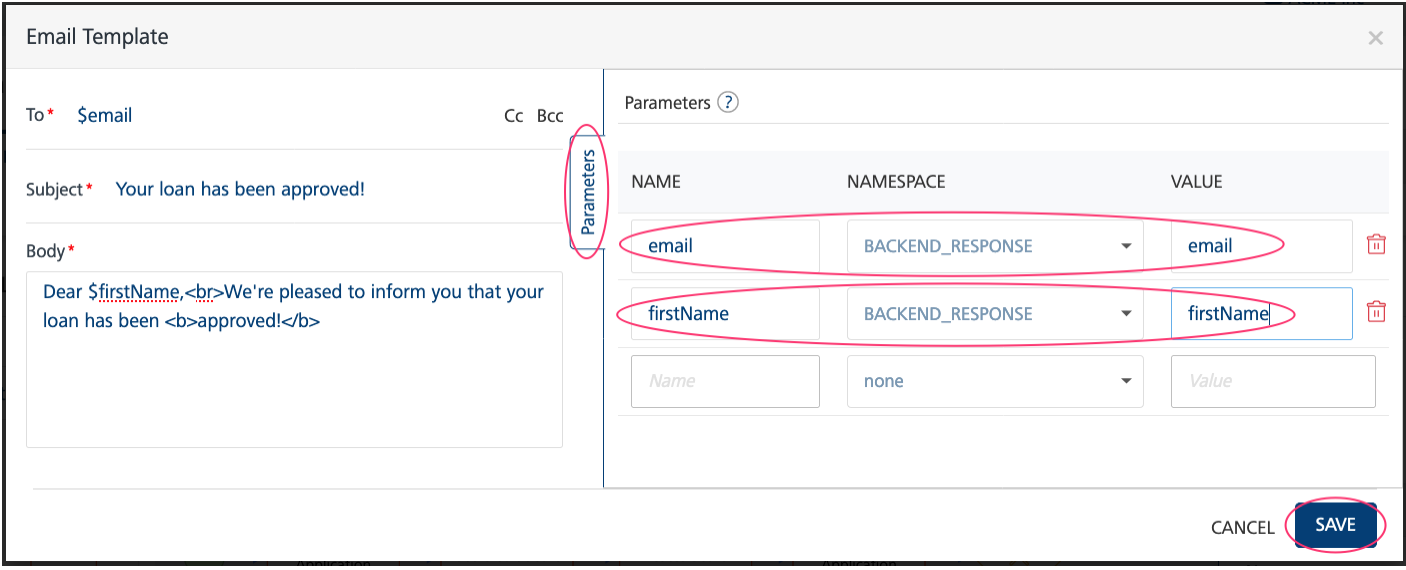 Email Template
×
To* $email Cc Bcc
Subject* Your loan has been approved!
Body*
Dear $firstName,<br>We're pleased to inform you that your
loan has been <b>approved!</b>
Parameters
Parameters ?
NAME NAMESPACE VALUE
email BACKEND_RESPONSE email
firstName BACKEND_RESPONSE firstName
Name none Value
CANCEL SAVE